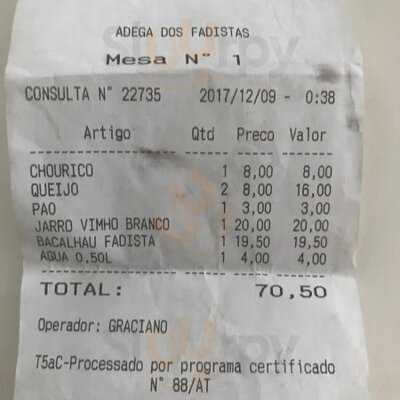 ADEGA DOS FADISTAS
Mesa N° 1
CONSULTA N° 22735 2017/12/09 - 0:38
Artigo Qtd Preco Valor
CHOURICO 1 8,00 8,00
QUEIJO 2 8,00 16,00
PAO 1 3,00 3,00
JARRO VIMHO BRANCO 1 20,00 20,00
BACALHAU FADISTA 1 19,50 19,50
AGUA 0,50L 1 4,00 4,00
TOTAL: 70,50
Operador: GRACIANO
T5aC-Processado por programa certificado
N° 88/AT